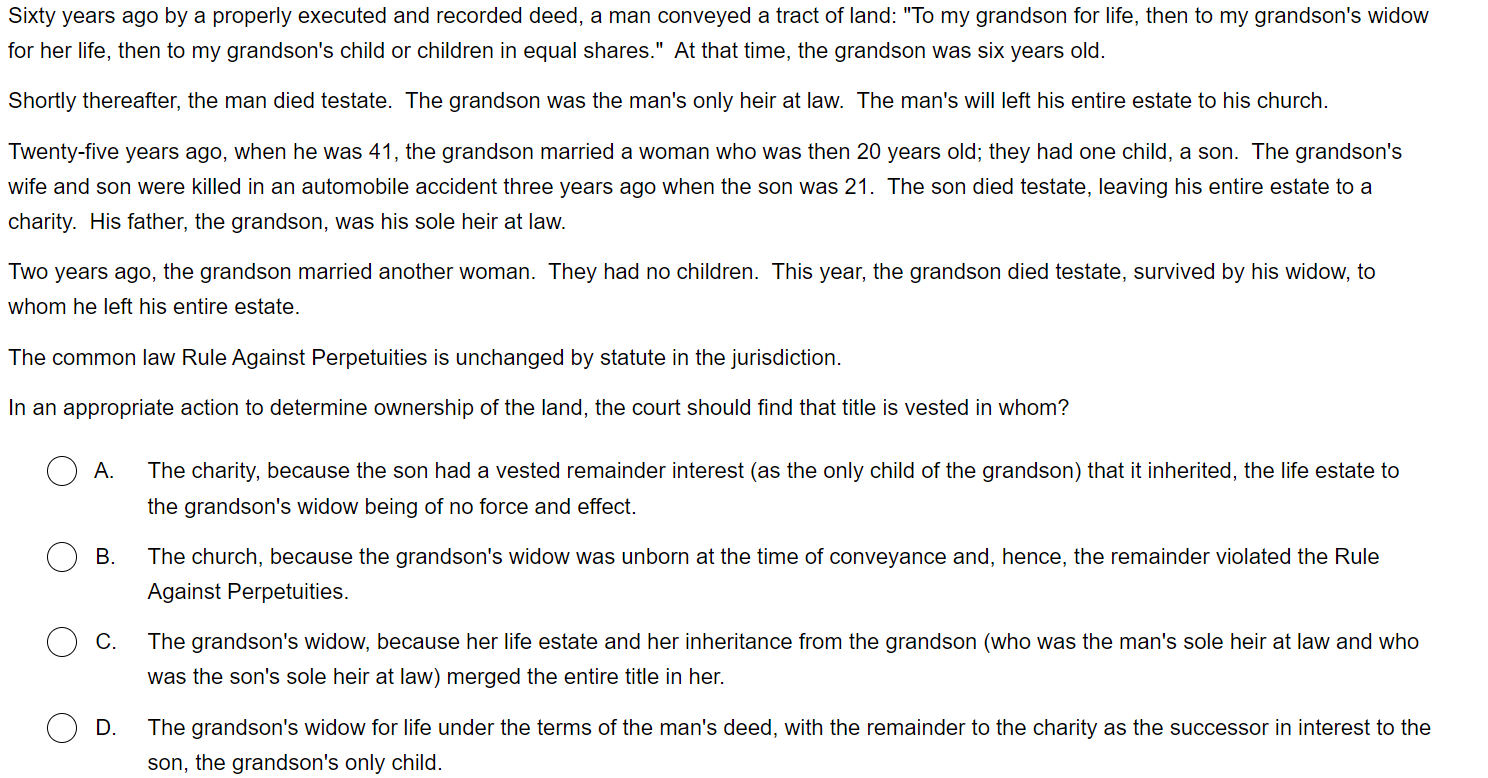 Sixty years ago by a properly executed and recorded deed, a man conveyed a tract of land: "To my grandson for life, then to my grandson's widow
for her life, then to my grandson's child or children in equal shares."  At that time, the grandson was six years old.
Shortly thereafter, the man died testate.  The grandson was the man's only heir at law.  The man's will left his entire estate to his church.
Twenty-five years ago, when he was 41, the grandson married a woman who was then 20 years old; they had one child, a son.  The grandson's
wife and son were killed in an automobile accident three years ago when the son was 21.  The son died testate, leaving his entire estate to a
charity.  His father, the grandson, was his sole heir at law.
Two years ago, the grandson married another woman.  They had no children.  This year, the grandson died testate, survived by his widow, to
whom he left his entire estate.
The common law Rule Against Perpetuities is unchanged by statute in the jurisdiction.
In an appropriate action to determine ownership of the land, the court should find that title is vested in whom?
A. The charity, because the son had a vested remainder interest (as the only child of the grandson) that it inherited, the life estate to
the grandson's widow being of no force and effect.
B. The church, because the grandson's widow was unborn at the time of conveyance and, hence, the remainder violated the Rule
Against Perpetuities.
C. The grandson's widow, because her life estate and her inheritance from the grandson (who was the man's sole heir at law and who
was the son's sole heir at law) merged the entire title in her.
D. The grandson's widow for life under the terms of the man's deed, with the remainder to the charity as the successor in interest to the
son, the grandson's only child.